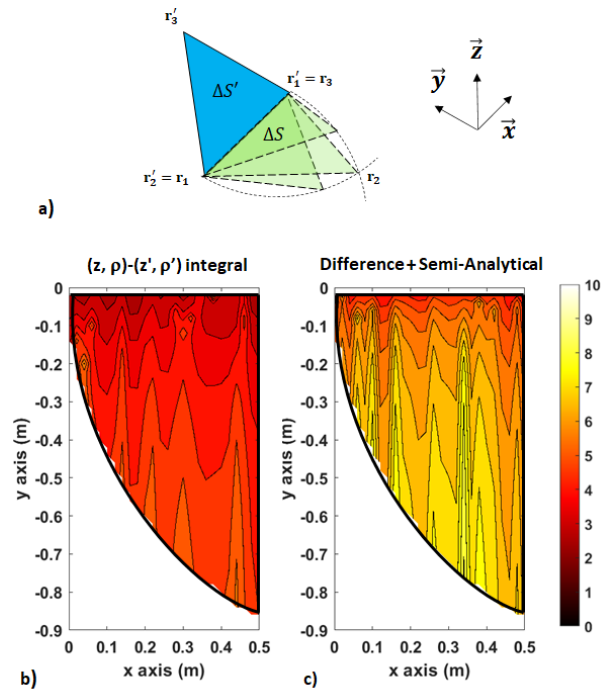 r₃′
ΔS′
r₁′ = r₃
ΔS
r₂′ = r₁
r₂
z⃗
y⃗
x⃗
a)
(z, ρ)-(z', ρ') integral
Difference+ Semi-Analytical
0
-0.1
-0.2
-0.3
-0.4
-0.5
-0.6
-0.7
-0.8
-0.9
y axis (m)
0 0.1 0.2 0.3 0.4 0.5
x axis (m)
b)
0
-0.1
-0.2
-0.3
-0.4
-0.5
-0.6
-0.7
-0.8
-0.9
y axis (m)
0 0.1 0.2 0.3 0.4 0.5
x axis (m)
c)
10
9
8
7
6
5
4
3
2
1
0